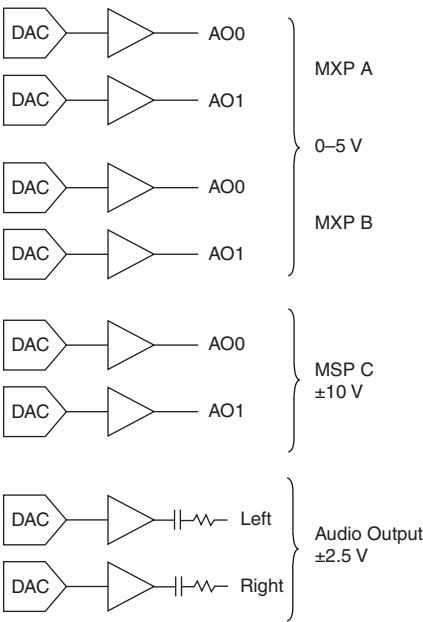 DAC AO0
MXP A
DAC AO1
0–5 V
DAC AO0
MXP B
DAC AO1
DAC AO0
MSP C
±10 V
DAC AO1
DAC Left
Audio Output
±2.5 V
DAC Right